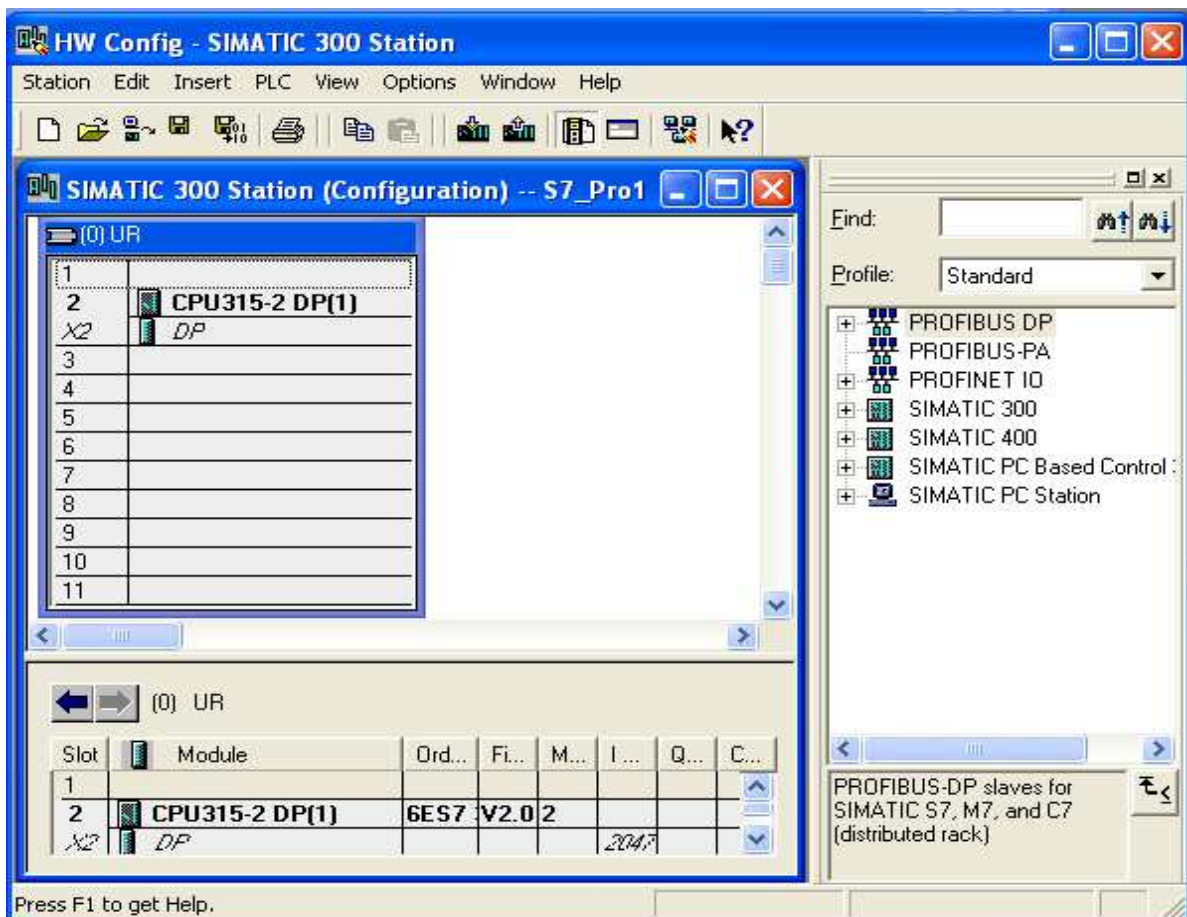 HW Config - SIMATIC 300 Station
Station Edit Insert PLC View Options Window Help
SIMATIC 300 Station (Configuration) -- S7_Pro1
(0) UR
1
2 CPU315-2 DP(1)
X2 DP
3
4
5
6
7
8
9
10
11
(0) UR
Slot Module Ord... Fi... M... I ... Q... C...
1
2 CPU315-2 DP(1) 6ES7 V2.0 2
X2 DP 2047
Find:
Profile: Standard
PROFIBUS DP
PROFIBUS-PA
PROFINET IO
SIMATIC 300
SIMATIC 400
SIMATIC PC Based Control
SIMATIC PC Station
PROFIBUS-DP slaves for
SIMATIC S7, M7, and C7
(distributed rack)
Press F1 to get Help.